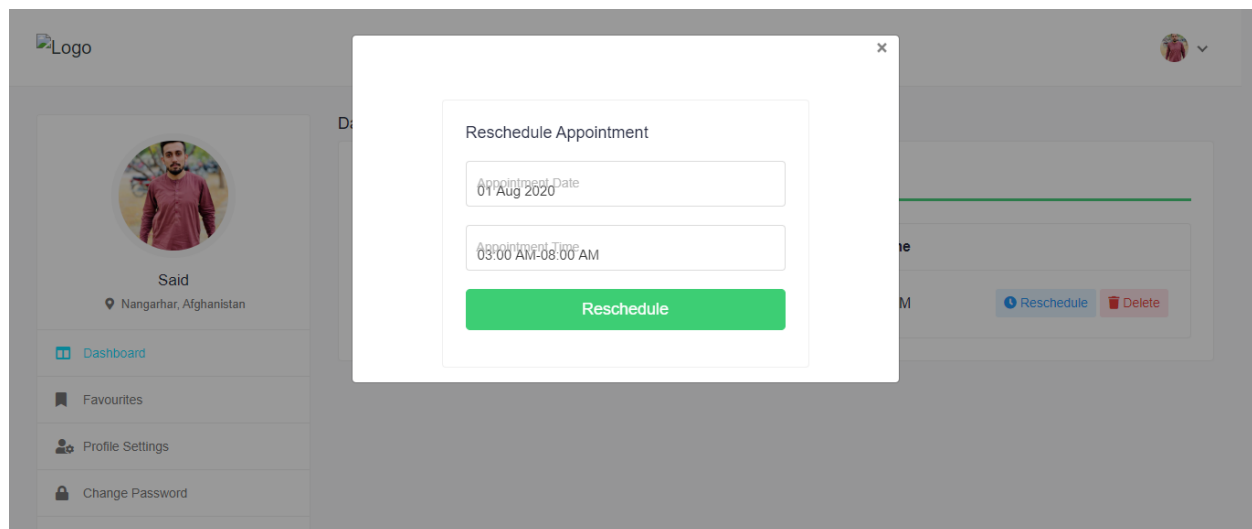 Logo
×
Da
Reschedule Appointment
Appointment Date
01 Aug 2020
Appointment Time
03:00 AM-08:00 AM
Reschedule
Said
Nangarhar, Afghanistan
Dashboard
Favourites
Profile Settings
Change Password
ne
M
Reschedule
Delete